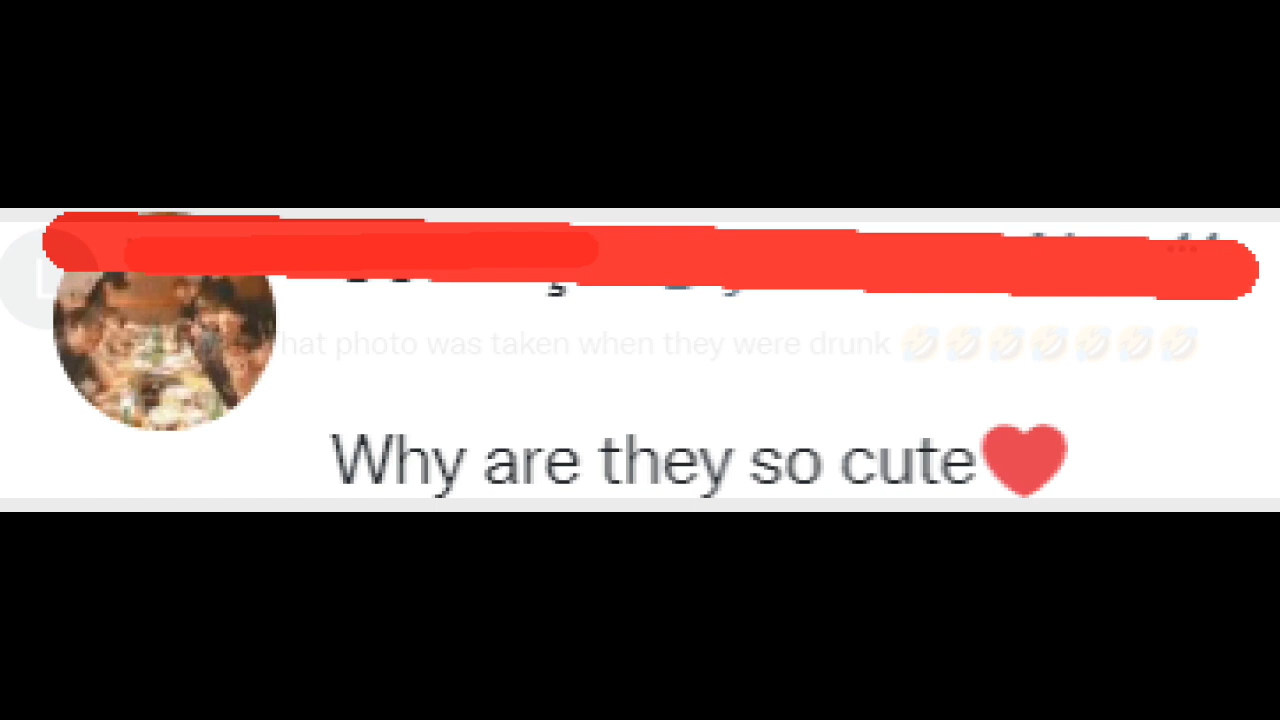 hat photo was taken when they were drunk 🤣🤣🤣🤣🤣🤣🤣
Why are they so cute❤️